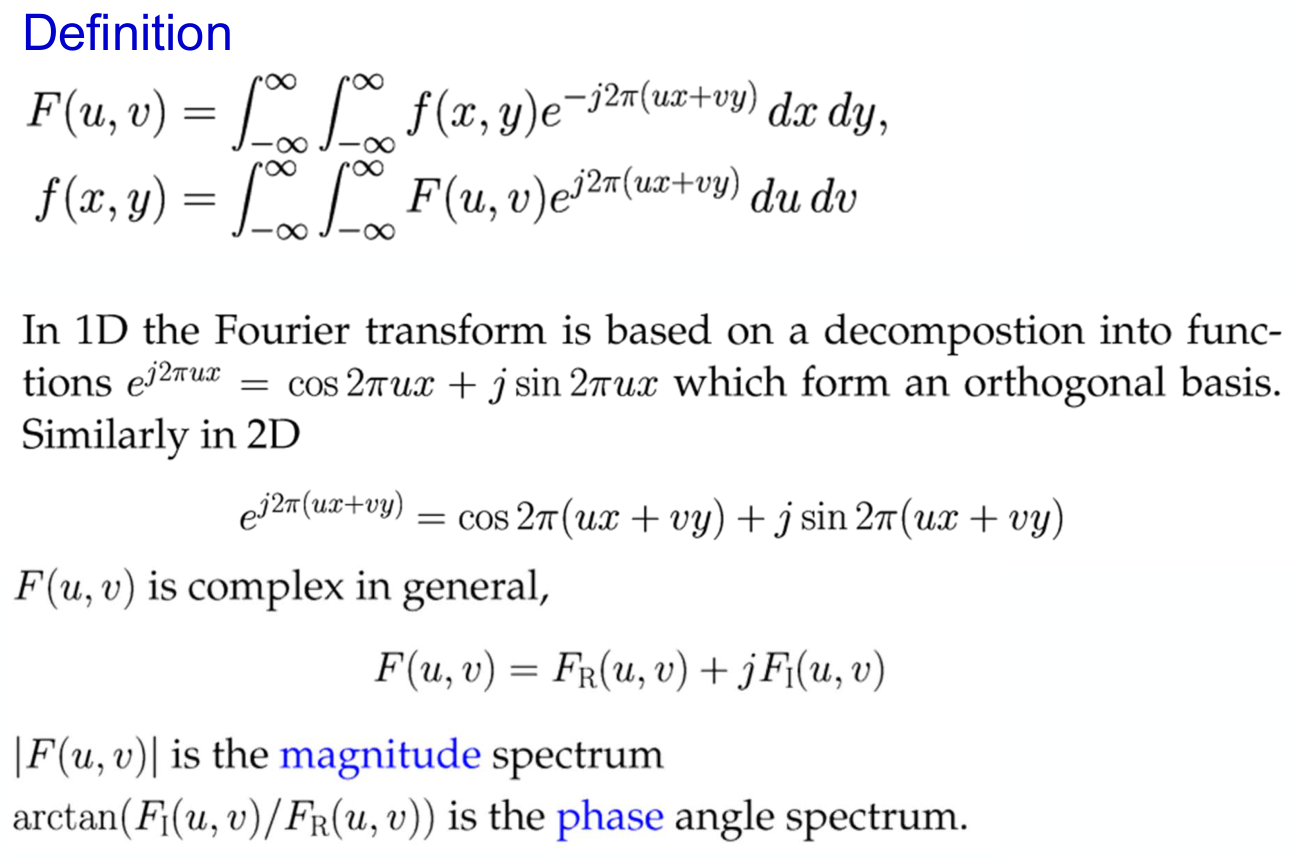 Definition
F(u, v) = ∫_{-∞}^{∞} ∫_{-∞}^{∞} f(x, y)e^{-j2π(ux+vy)} dx dy,
f(x, y) = ∫_{-∞}^{∞} ∫_{-∞}^{∞} F(u, v)e^{j2π(ux+vy)} du dv
In 1D the Fourier transform is based on a decompostion into func-
tions e^{j2πux} = cos 2πux + j sin 2πux which form an orthogonal basis.
Similarly in 2D
e^{j2π(ux+vy)} = cos 2π(ux + vy) + j sin 2π(ux + vy)
F(u, v) is complex in general,
F(u, v) = F_R(u, v) + jF_I(u, v)
|F(u, v)| is the magnitude spectrum
arctan(F_I(u, v)/F_R(u, v)) is the phase angle spectrum.